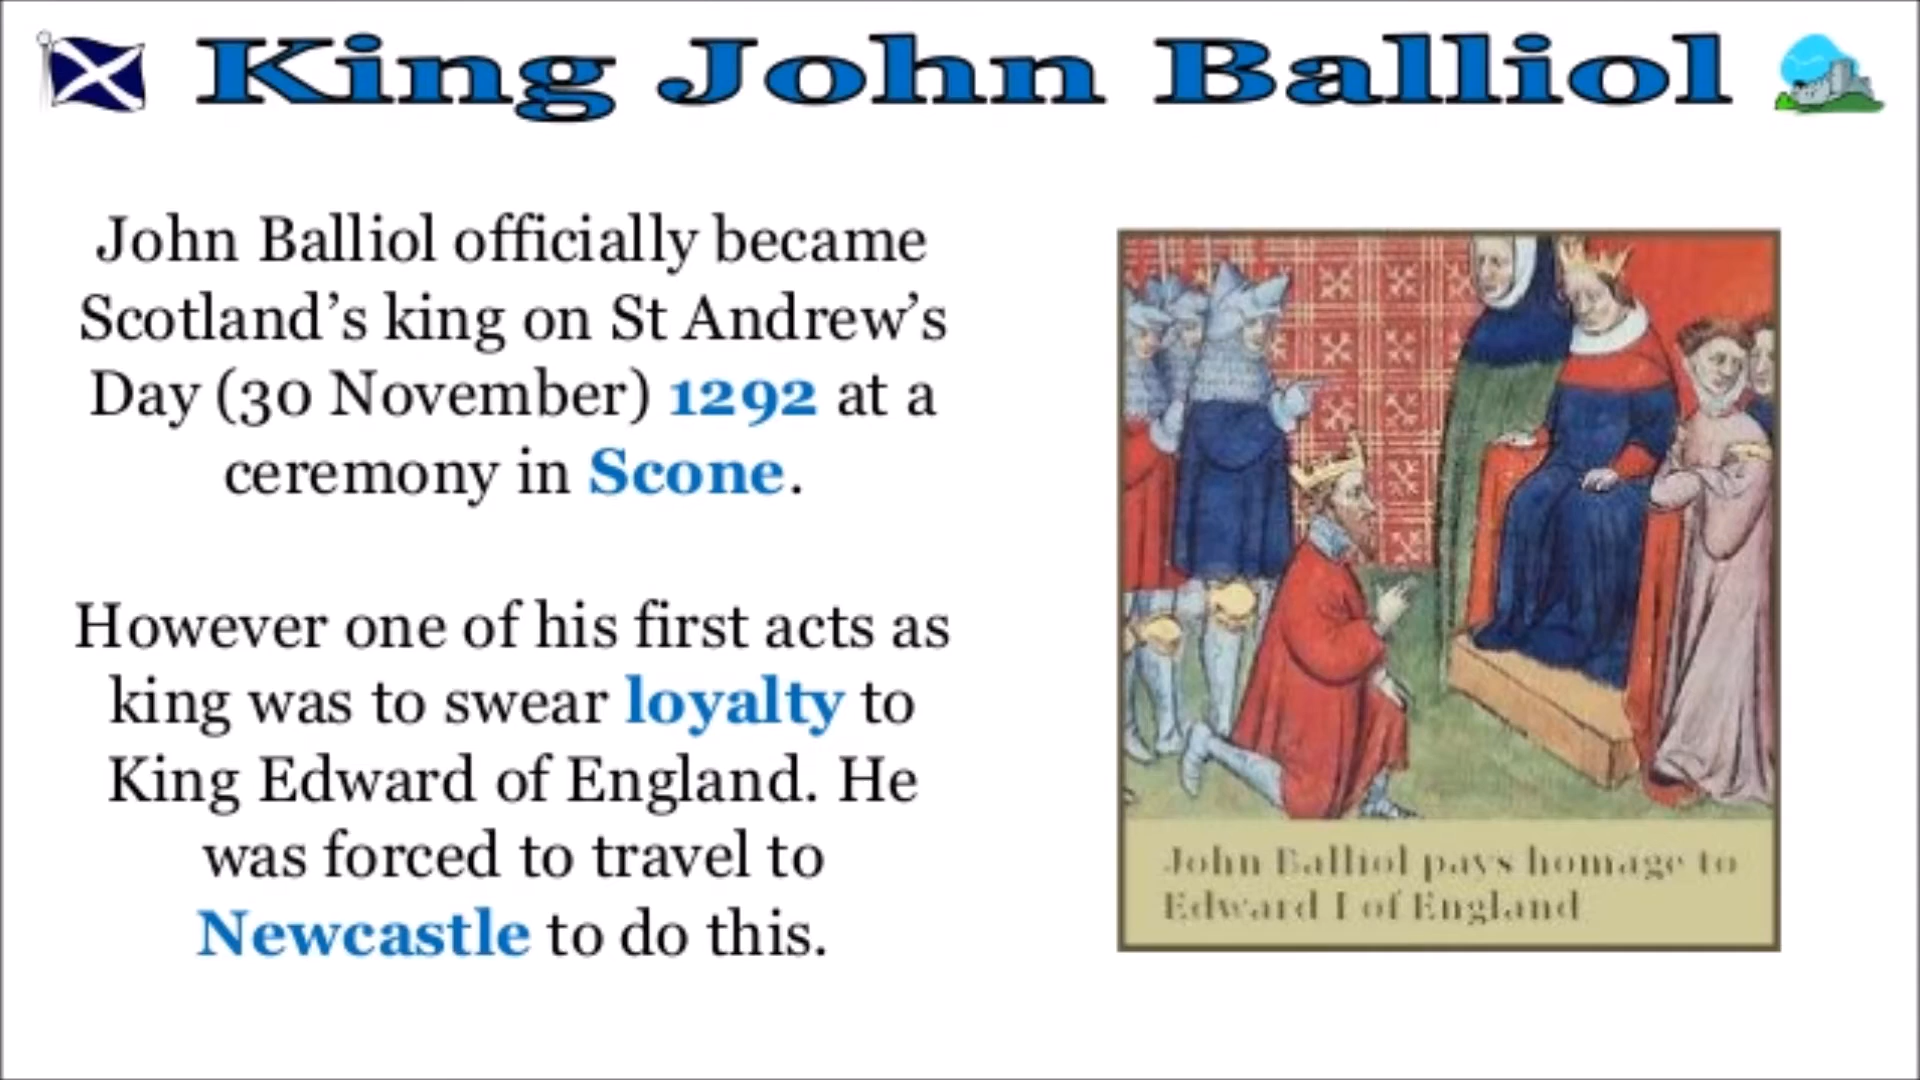 King John Balliol
John Balliol officially became
Scotland’s king on St Andrew’s
Day (30 November) 1292 at a
ceremony in Scone.
However one of his first acts as
king was to swear loyalty to
King Edward of England. He
was forced to travel to
Newcastle to do this.
John Balliol pays homage to
Edward I of England